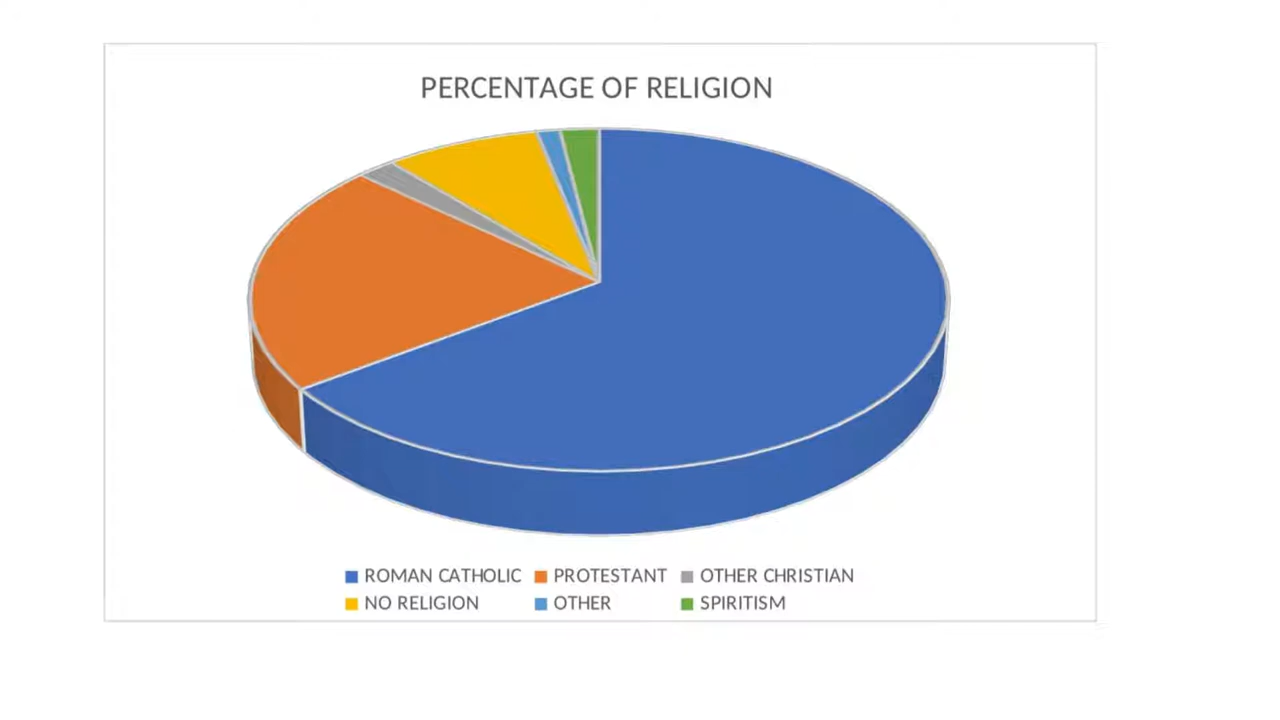 PERCENTAGE OF RELIGION
ROMAN CATHOLIC PROTESTANT OTHER CHRISTIAN
NO RELIGION OTHER SPIRITISM